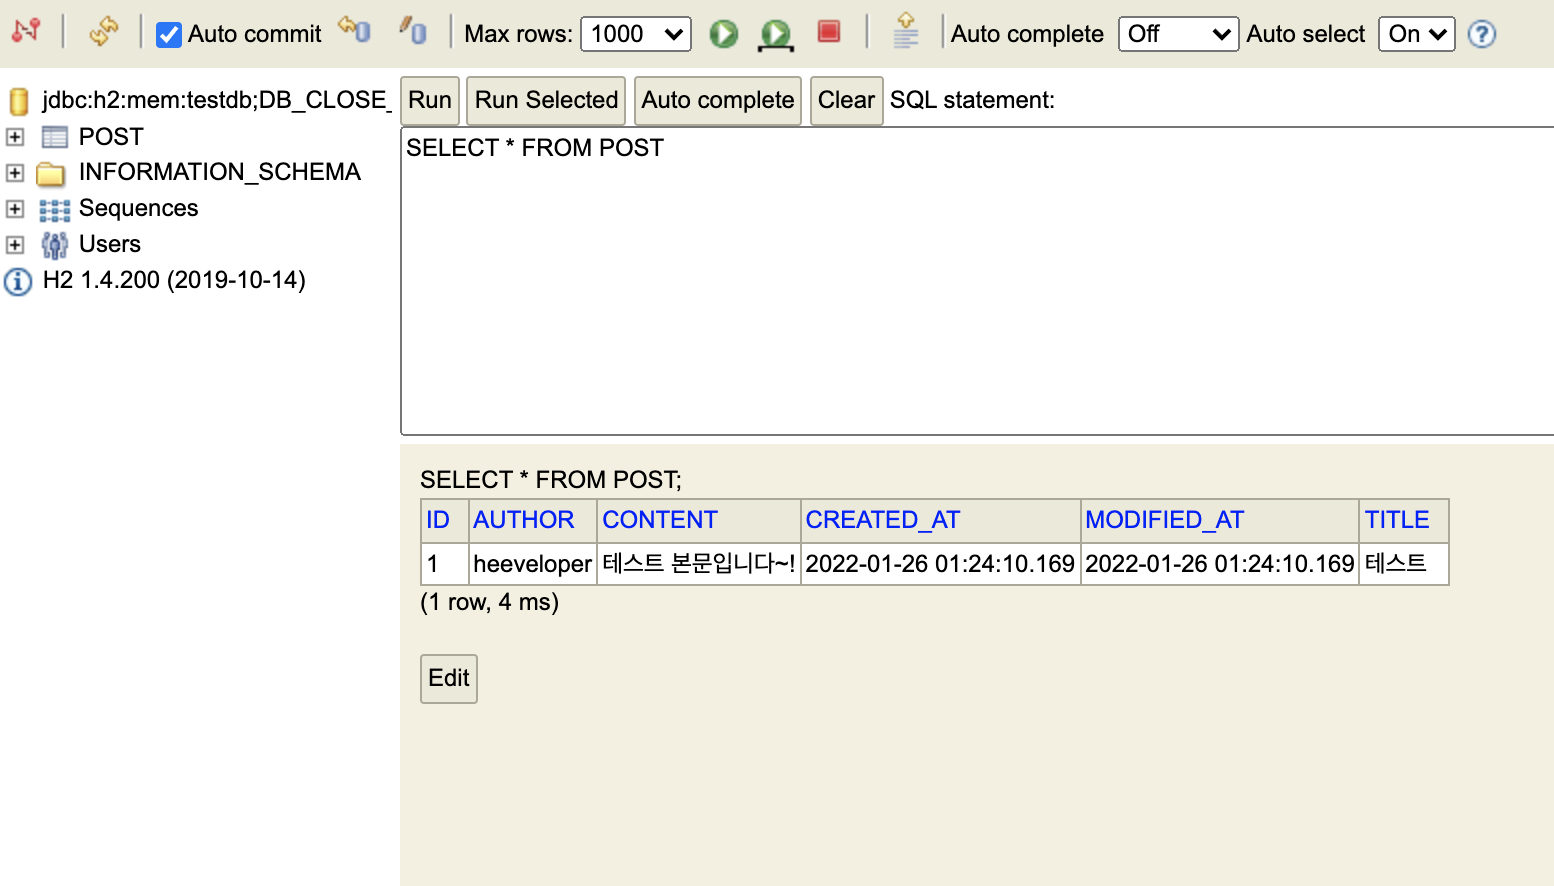 Auto commit Max rows: 1000 Auto complete Off Auto select On ?
jdbc:h2:mem:testdb;DB_CLOSE_
POST
INFORMATION_SCHEMA
Sequences
Users
H2 1.4.200 (2019-10-14)
Run Run Selected Auto complete Clear SQL statement:
SELECT * FROM POST
SELECT * FROM POST;
ID AUTHOR CONTENT CREATED_AT MODIFIED_AT TITLE
1 heeveloper 테스트 본문입니다~! 2022-01-26 01:24:10.169 2022-01-26 01:24:10.169 테스트
(1 row, 4 ms)
Edit